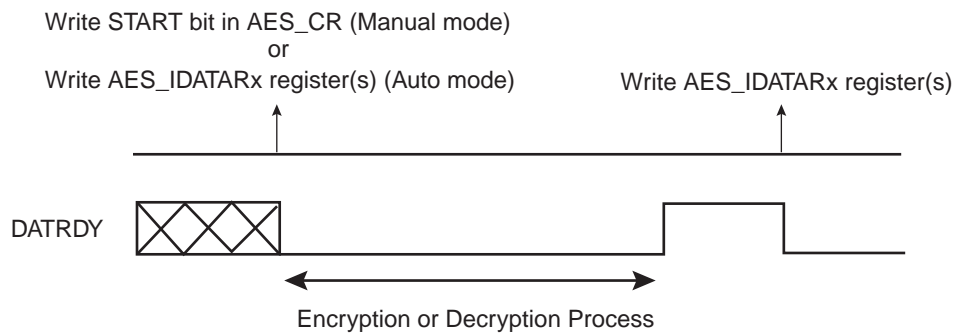 Write START bit in AES_CR (Manual mode)
or
Write AES_IDATARx register(s) (Auto mode)
Write AES_IDATARx register(s)
DATRDY
Encryption or Decryption Process